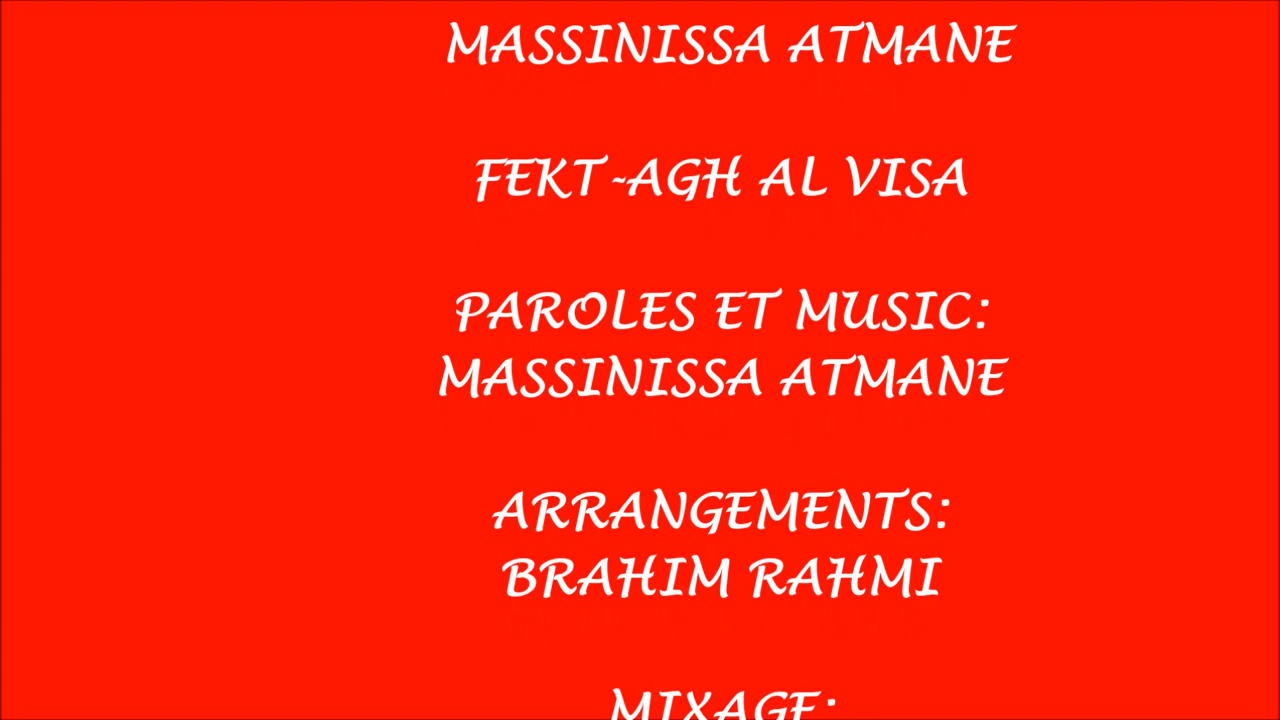 MASSINISSA ATMANE
FEKT-AGH AL VISA
PAROLES ET MUSIC:
MASSINISSA ATMANE
ARRANGEMENTS:
BRAHIM RAHMI
MIXAGE: